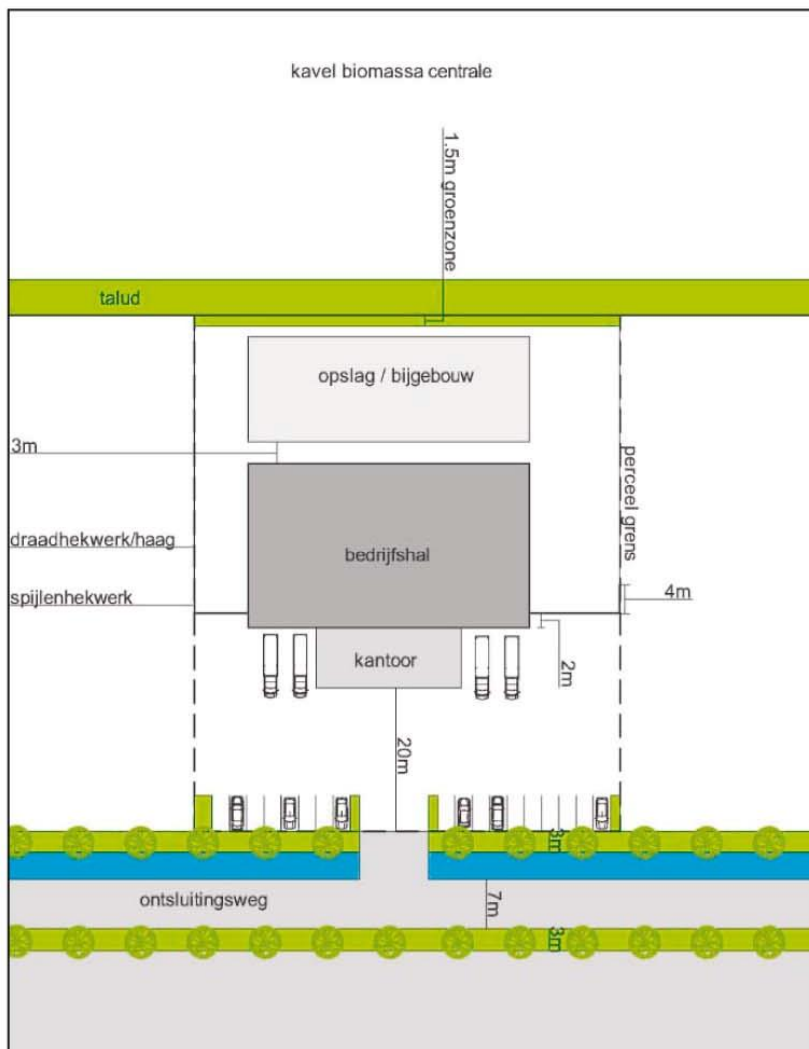 kavel biomassa centrale
1.5m groenzone
talud
opslag / bijgebouw
3m
perceel grens
draadhekwerk/haag
bedrijfshal
spijlenhekwerk
4m
kantoor
2m
20m
3m
ontsluitingsweg
7m
3m